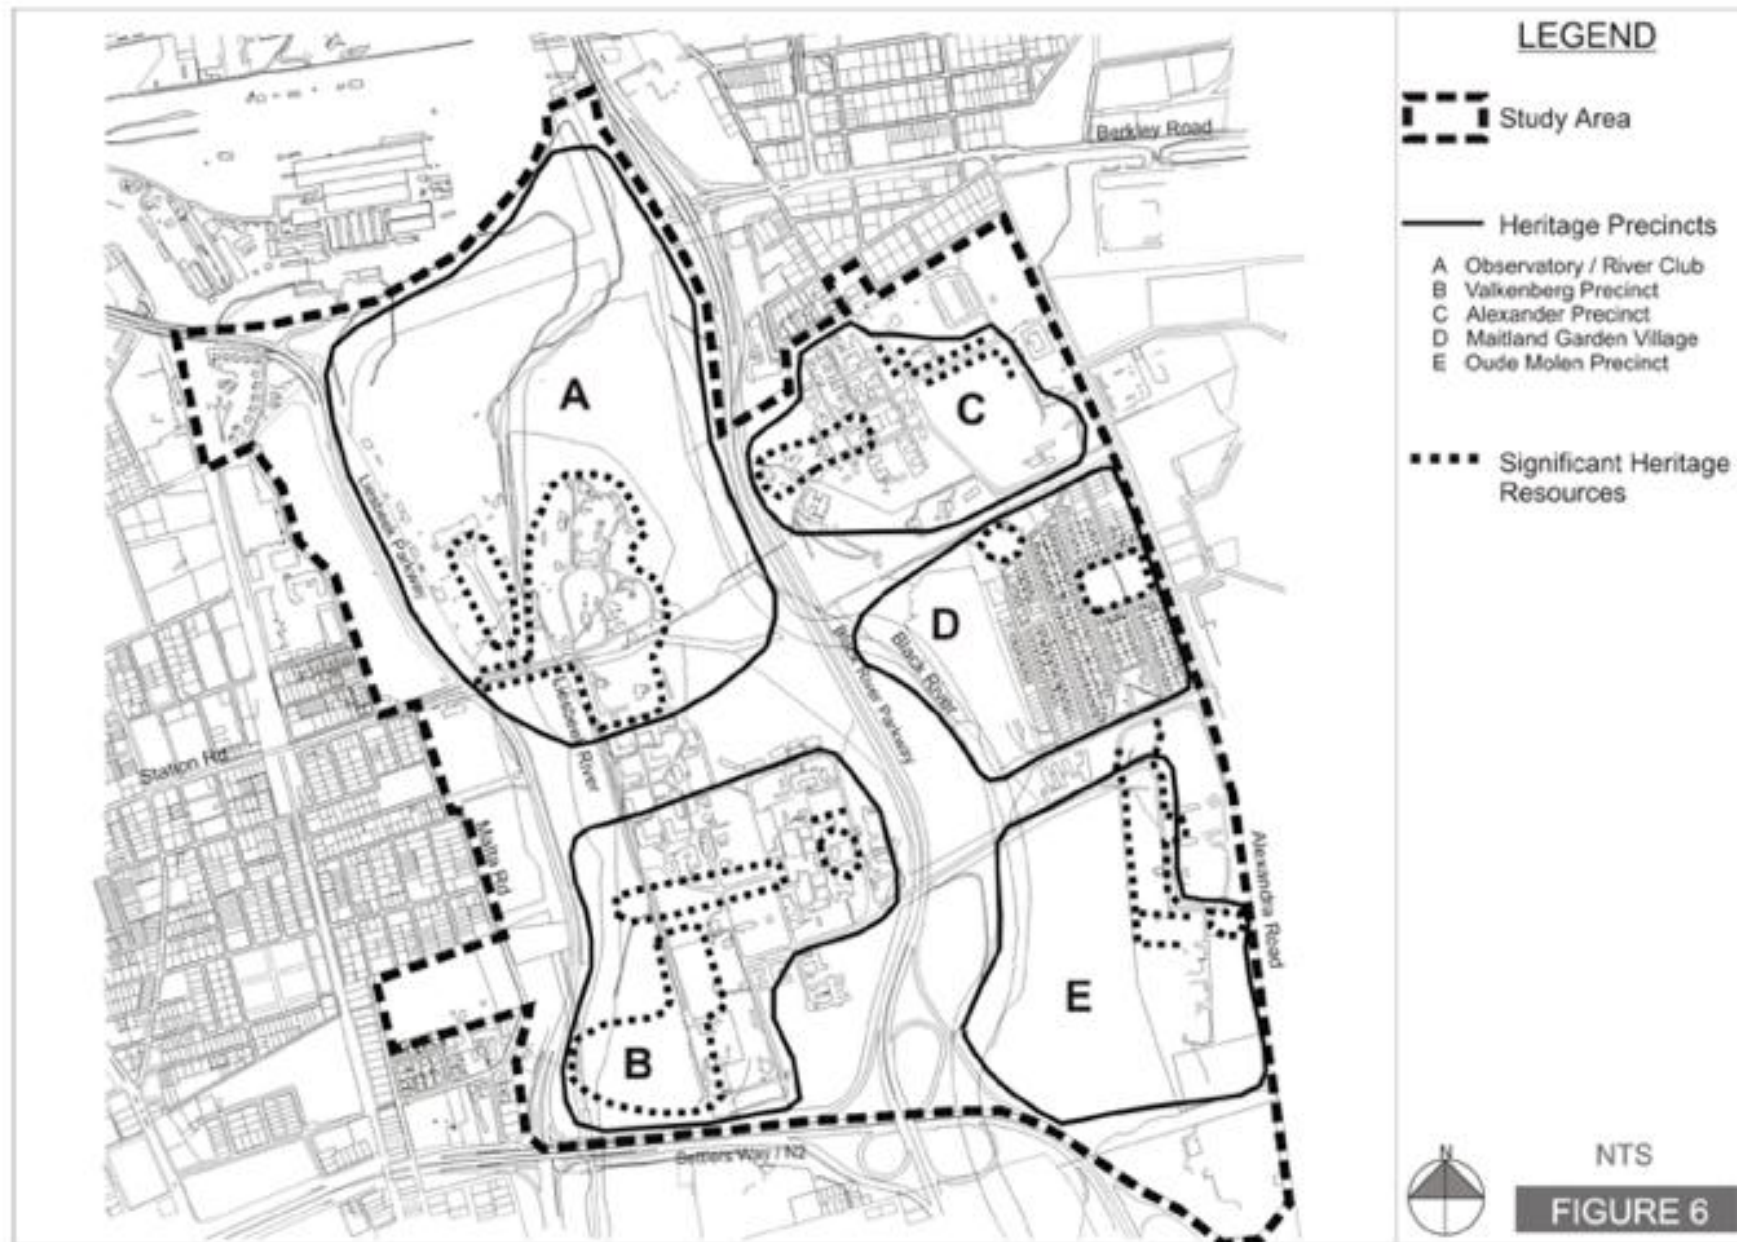 LEGEND
Study Area
Heritage Precincts
A Observatory / River Club
B Valkenberg Precinct
C Alexander Precinct
D Maitland Garden Village
E Oude Molen Precinct
Significant Heritage
Resources
Berkley Road
A
C
Liesbeek Parkway
D
Black River
Black River Parkway
Liesbeek River
Station Rd
Malta Rd
Alexandra Road
E
B
Settlers Way / N2
N
NTS
FIGURE 6